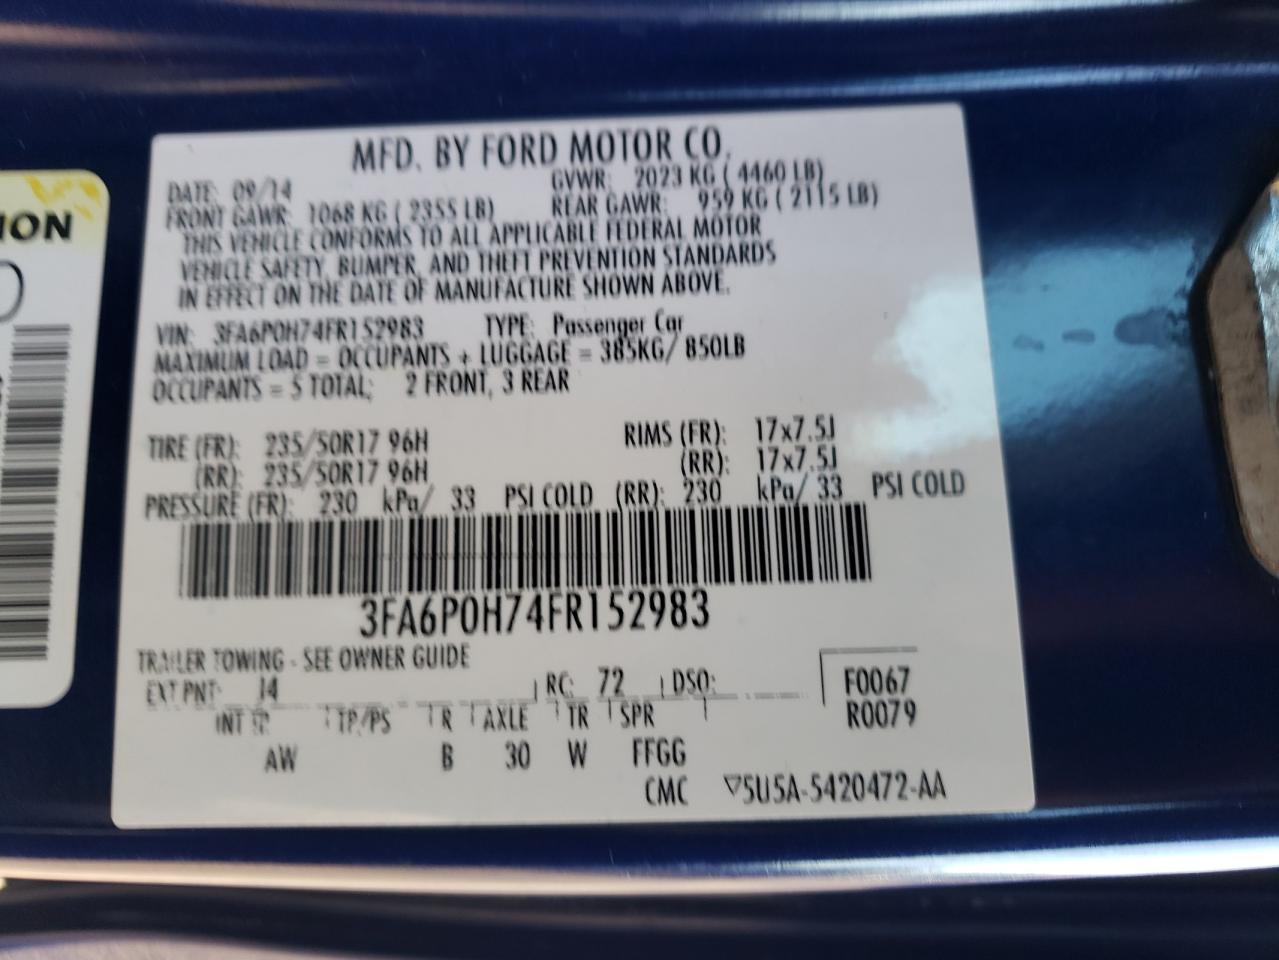 MFD. BY FORD MOTOR CO.
DATE: 09/14 GVWR: 2023 KG ( 4460 LB)
FRONT GAWR: 1068 KG ( 2355 LB) REAR GAWR: 959 KG ( 2115 LB)
THIS VEHICLE CONFORMS TO ALL APPLICABLE FEDERAL MOTOR
VEHICLE SAFETY, BUMPER, AND THEFT PREVENTION STANDARDS
IN EFFECT ON THE DATE OF MANUFACTURE SHOWN ABOVE.
VIN: 3FA6P0H74FR152983 TYPE: Passenger Car
MAXIMUM LOAD = OCCUPANTS + LUGGAGE = 385KG/ 850LB
OCCUPANTS = 5 TOTAL; 2 FRONT, 3 REAR
TIRE (FR): 235/50R17 96H RIMS (FR): 17x7.5J
(RR): 235/50R17 96H (RR): 17x7.5J
PRESSURE (FR): 230 kPa/ 33 PSI COLD (RR): 230 kPa/ 33 PSI COLD
3FA6P0H74FR152983
TRAILER TOWING - SEE OWNER GUIDE
EXT PNT: J4 RC: 72 DSO: F0067
INT TR TP/PS R AXLE TR SPR R0079
AW B 30 W FFGG
CMC ▽5U5A-5420472-AA
ION